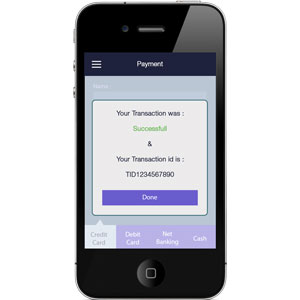 Payment
Name :
Your Transaction was :
Successfull
&
Your Transaction id is :
TID1234567890
Done
Credit Card
Debit Card
Net Banking
Cash